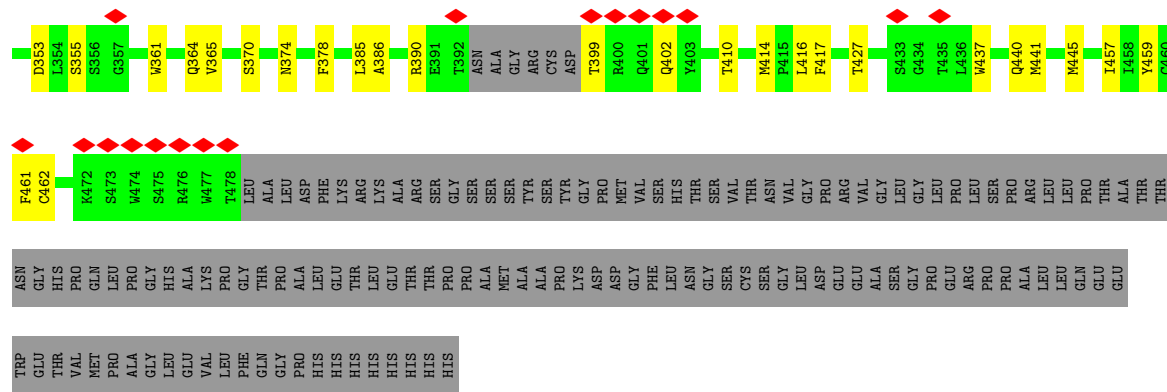 D353 L354 S355 S356 G357 W361 Q364 V365 S370 N374 F378 L385 A386 R390 E391 T392 ASN ALA GLY ARG CYS ASP T399 R400 Q401 Q402 Y403 T410 M414 P415 L416 F417 T427 S433 G434 T435 L436 W437 Q440 M441 M445 I457 I458 Y459 C460
F461 C462 K472 S473 W474 S475 R476 W477 T478 LEU ALA LEU ASP PHE LYS ARG LYS ALA ARG SER GLY SER SER SER TYR SER TYR GLY PRO MET VAL SER HIS THR SER VAL THR ASN VAL GLY PRO ARG VAL GLY LEU GLY LEU PRO LEU SER PRO ARG LEU LEU PRO THR ALA THR THR
ASN GLY HIS PRO GLN LEU PRO GLY HIS ALA LYS PRO GLY THR PRO ALA LEU GLU THR LEU GLU THR THR PRO PRO ALA MET ALA ALA PRO LYS ASP ASP GLY PHE LEU ASN GLY SER CYS SER GLY LEU ASP GLU GLU ALA SER GLY PRO GLU ARG PRO PRO ALA LEU LEU GLN GLU GLU
TRP GLU THR VAL MET PRO ALA GLY LEU GLU VAL LEU PHE GLN GLY PRO HIS HIS HIS HIS HIS HIS HIS HIS